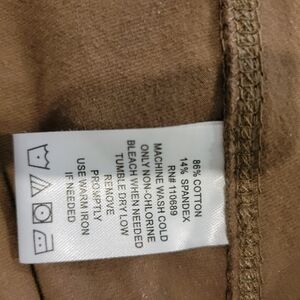 86% COTTON
14% SPANDEX
RN# 110689
MACHINE WASH COLD
ONLY NON-CHLORINE
BLEACH WHEN NEEDED
TUMBLE DRY LOW
REMOVE
PROMPTLY
USE WARM IRON
IF NEEDED